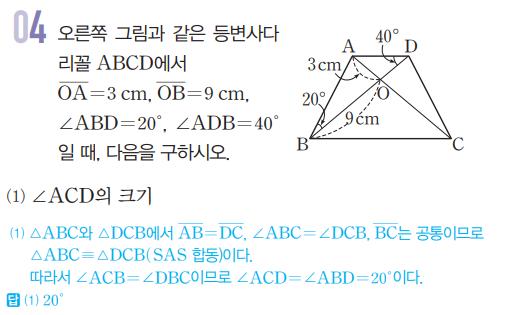 04 오른쪽 그림과 같은 등변사다
리꼴 ABCD에서
OA=3 cm, OB=9 cm,
∠ABD=20°, ∠ADB=40°
일 때, 다음을 구하시오.
A
40°
D
3cm
O
20°
9cm
B
C
(1) ∠ACD의 크기
(1) △ABC와 △DCB에서 AB=DC, ∠ABC=∠DCB, BC는 공통이므로
△ABC≡△DCB(SAS 합동)이다.
따라서 ∠ACB=∠DBC이므로 ∠ACD=∠ABD=20°이다.
답 (1) 20°